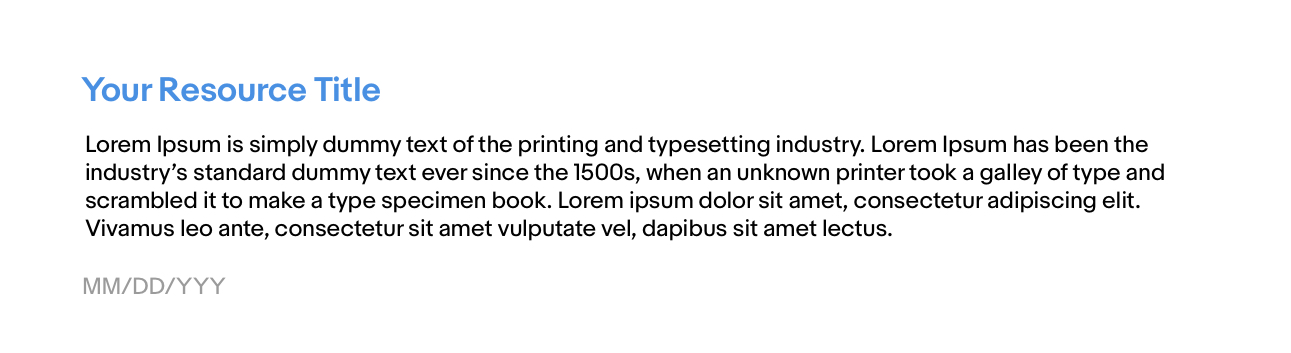 Your Resource Title
Lorem Ipsum is simply dummy text of the printing and typesetting industry. Lorem Ipsum has been the
industry’s standard dummy text ever since the 1500s, when an unknown printer took a galley of type and
scrambled it to make a type specimen book. Lorem ipsum dolor sit amet, consectetur adipiscing elit.
Vivamus leo ante, consectetur sit amet vulputate vel, dapibus sit amet lectus.
MM/DD/YYY